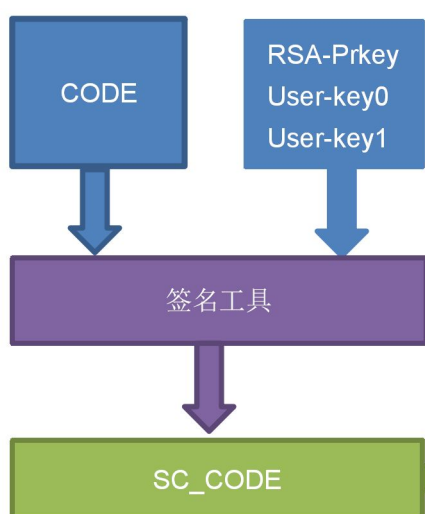 CODE
RSA-Prkey
User-key0
User-key1
签名工具
SC_CODE